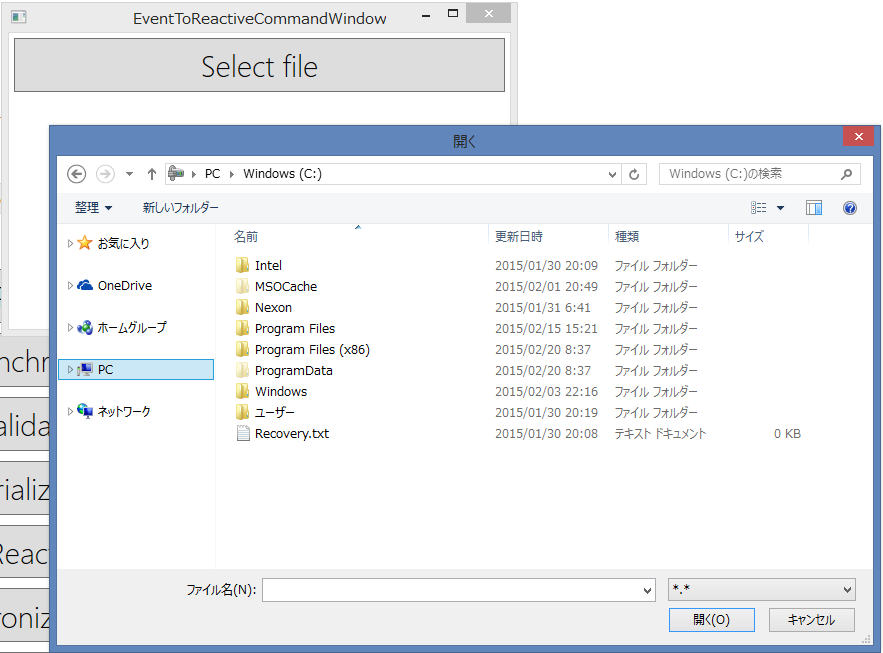 EventToReactiveCommandWindow
Select file
開く
PC Windows (C:)
Windows (C:)の検索
整理 新しいフォルダー
名前 更新日時 種類 サイズ
お気に入り
OneDrive
ホームグループ
PC
ネットワーク
Intel 2015/01/30 20:09 ファイル フォルダー
MSOCache 2015/02/01 20:49 ファイル フォルダー
Nexon 2015/01/31 6:41 ファイル フォルダー
Program Files 2015/02/15 15:21 ファイル フォルダー
Program Files (x86) 2015/02/20 8:37 ファイル フォルダー
ProgramData 2015/02/20 8:37 ファイル フォルダー
Windows 2015/02/03 22:16 ファイル フォルダー
ユーザー 2015/01/30 20:19 ファイル フォルダー
Recovery.txt 2015/01/30 20:08 テキスト ドキュメント 0 KB
nchr
alida
rializ
Reac
roniz
ファイル名(N): *.*
開く(O) キャンセル